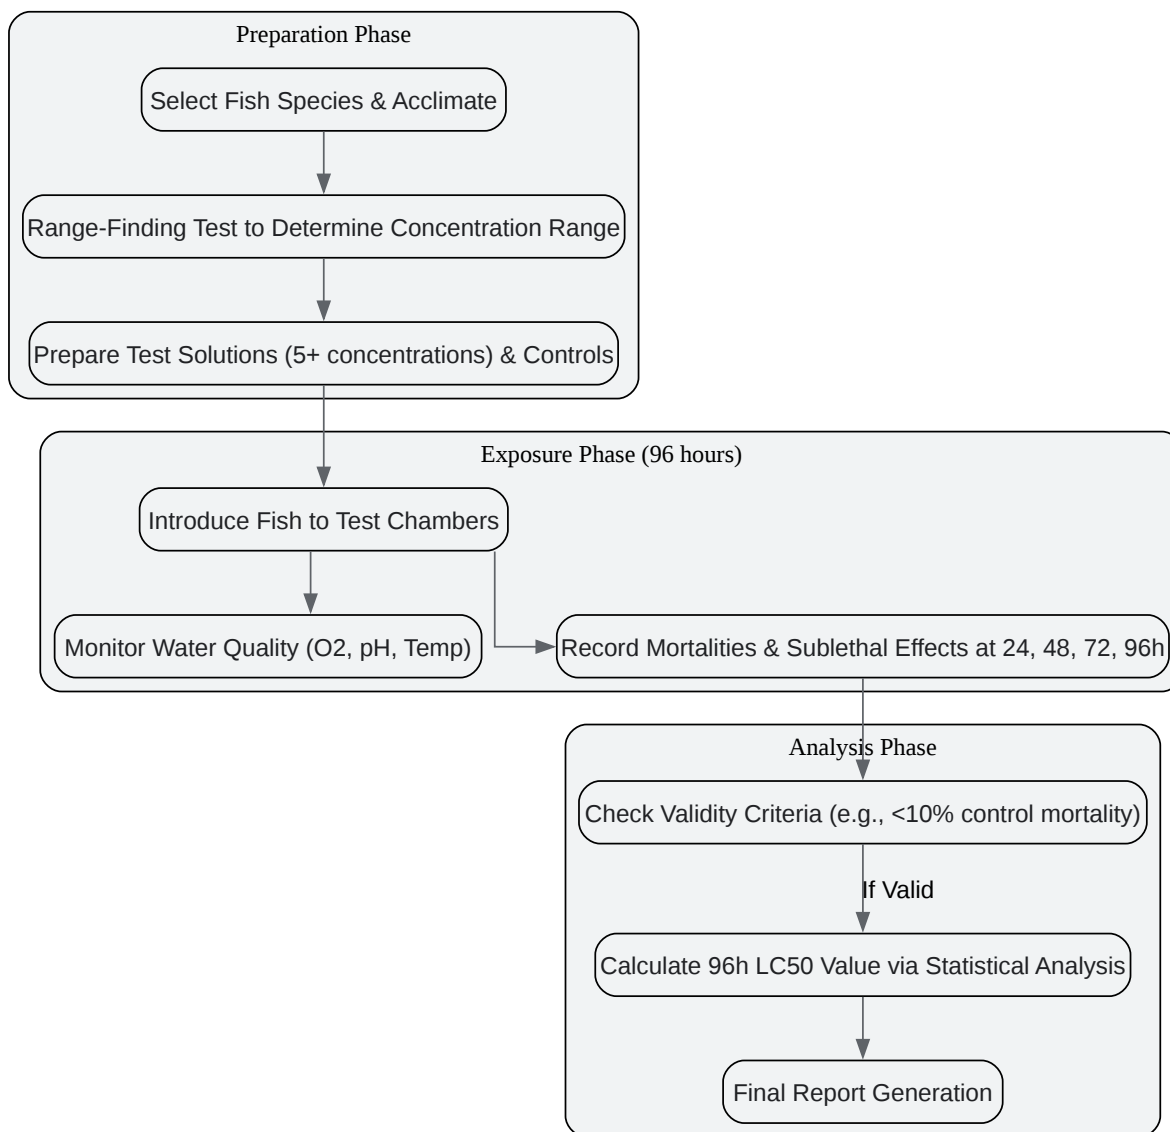 Preparation Phase
Select Fish Species & Acclimate
Range-Finding Test to Determine Concentration Range
Prepare Test Solutions (5+ concentrations) & Controls
Exposure Phase (96 hours)
Introduce Fish to Test Chambers
Monitor Water Quality (O2, pH, Temp)
Record Mortalities & Sublethal Effects at 24, 48, 72, 96h
Analysis Phase
Check Validity Criteria (e.g., <10% control mortality)
If Valid
Calculate 96h LC50 Value via Statistical Analysis
Final Report Generation